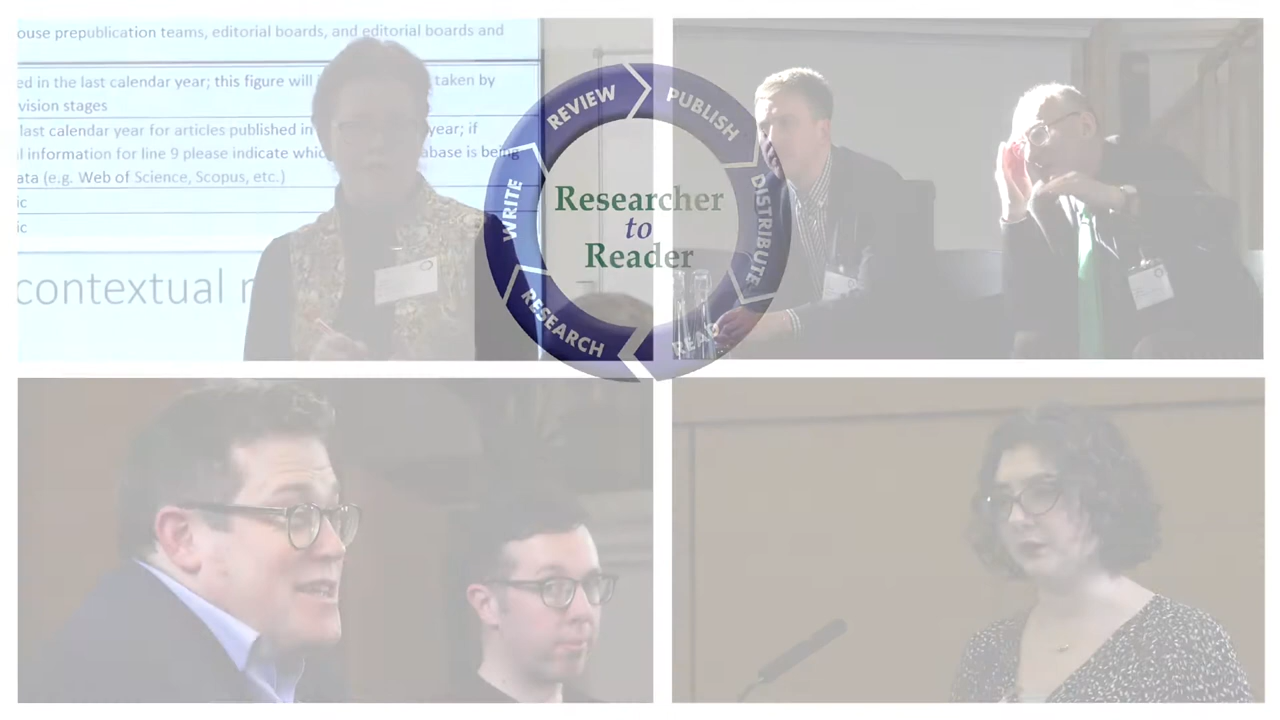 ouse prepublication teams, editorial boards, and editorial boards and
ed in the last calendar year; this figure will taken by
vision stages
last calendar year for articles published in year; if
l information for line 9 please indicate which abase is being
ata (e.g. Web of Science, Scopus, etc.)
ic
ic
contextual
REVIEW
PUBLISH
WRITE
DISTRIBUTE
RESEARCH
READ
Researcher
to
Reader